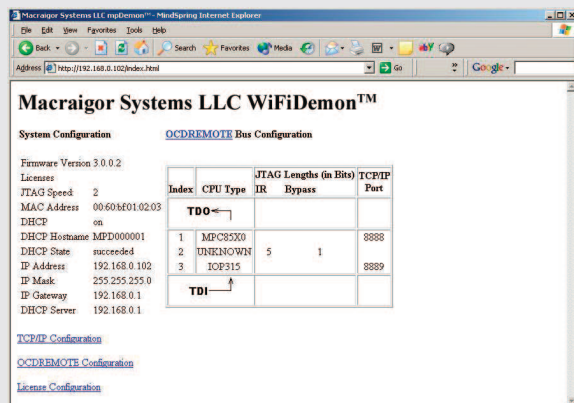 Macraigor Systems LLC mpDemon™ - MindSpring Internet Explorer
File Edit View Favorites Tools Help
Back Search Favorites Media
Address http://192.168.0.102/index.html Go Google
Macraigor Systems LLC WiFiDemon™
System Configuration
Firmware Version 3.0.0.2
Licenses
JTAG Speed 2
MAC Address 00:60:bf:01:02:03
DHCP on
DHCP Hostname MPD000001
DHCP State succeeded
IP Address 192.168.0.102
IP Mask 255.255.255.0
IP Gateway 192.168.0.1
DHCP Server 192.168.0.1
OCDREMOTE Bus Configuration
JTAG Lengths (in Bits) TCP/IP
Index CPU Type IR Bypass Port
TDO
1 MPC85X0 8888
2 UNKNOWN 5 1
3 IOP315 8889
TDI
TCP/IP Configuration
OCDREMOTE Configuration
License Configuration